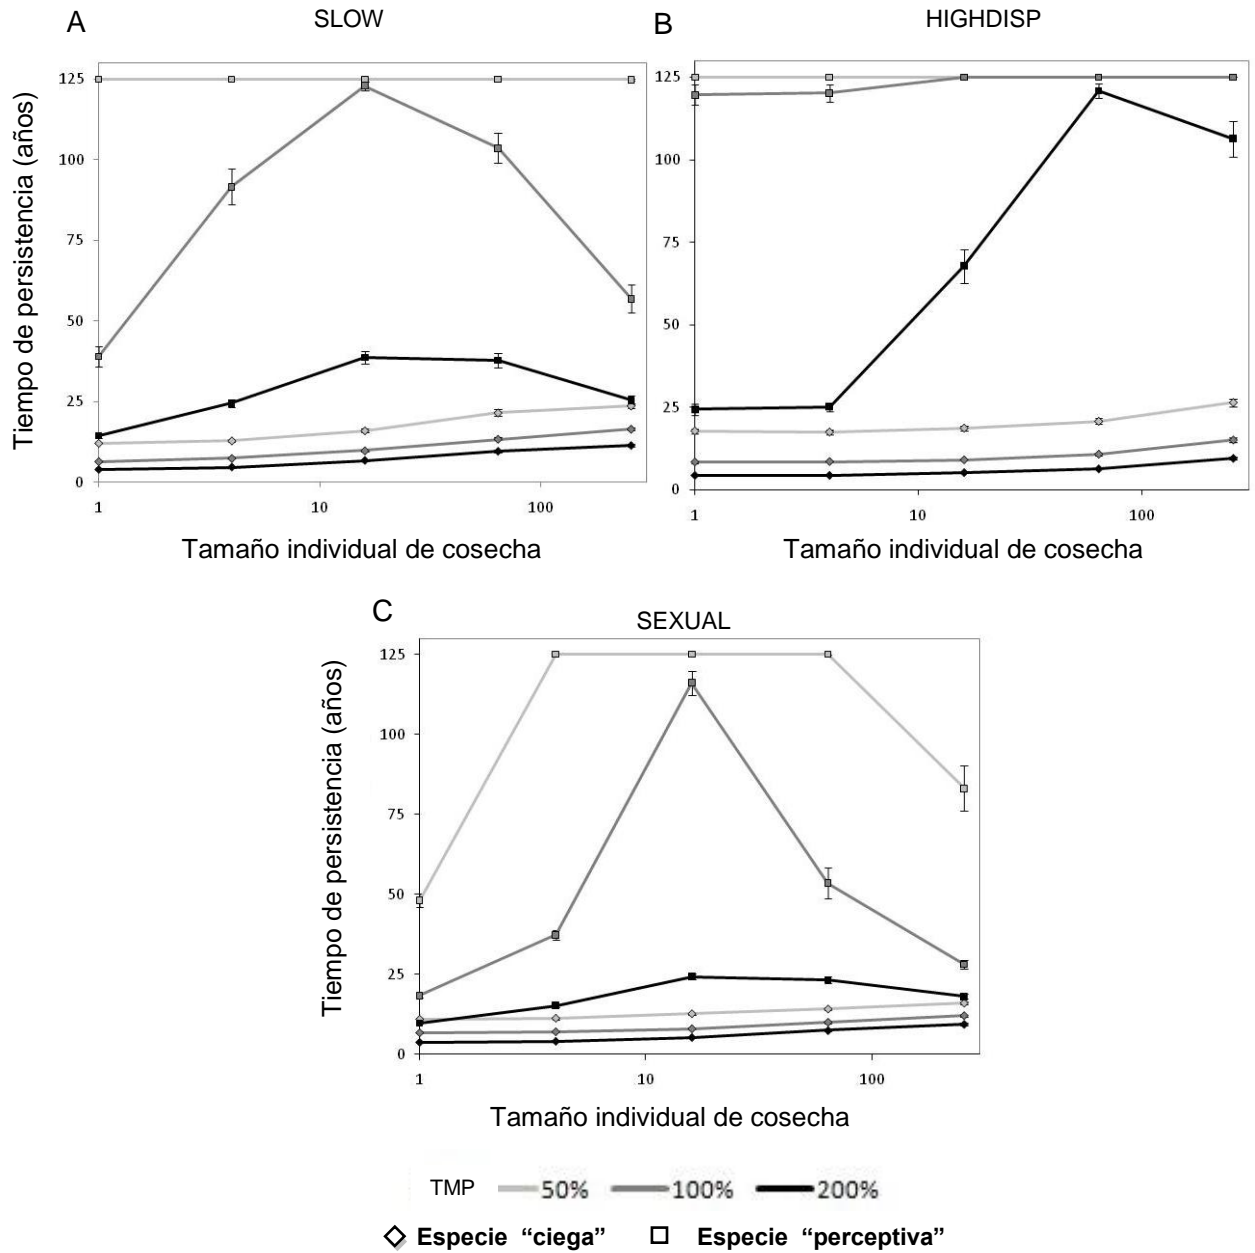 A
SLOW
B
HIGHDISP
Tiempo de persistencia (años)
125
100
75
50
25
0
1
10
100
Tamaño individual de cosecha
125
100
75
50
25
0
1
10
100
Tamaño individual de cosecha
C
SEXUAL
Tiempo de persistencia (años)
125
100
75
50
25
0
1
10
100
Tamaño individual de cosecha
TMP 50% 100% 200%
Especie “ciega” Especie “perceptiva”